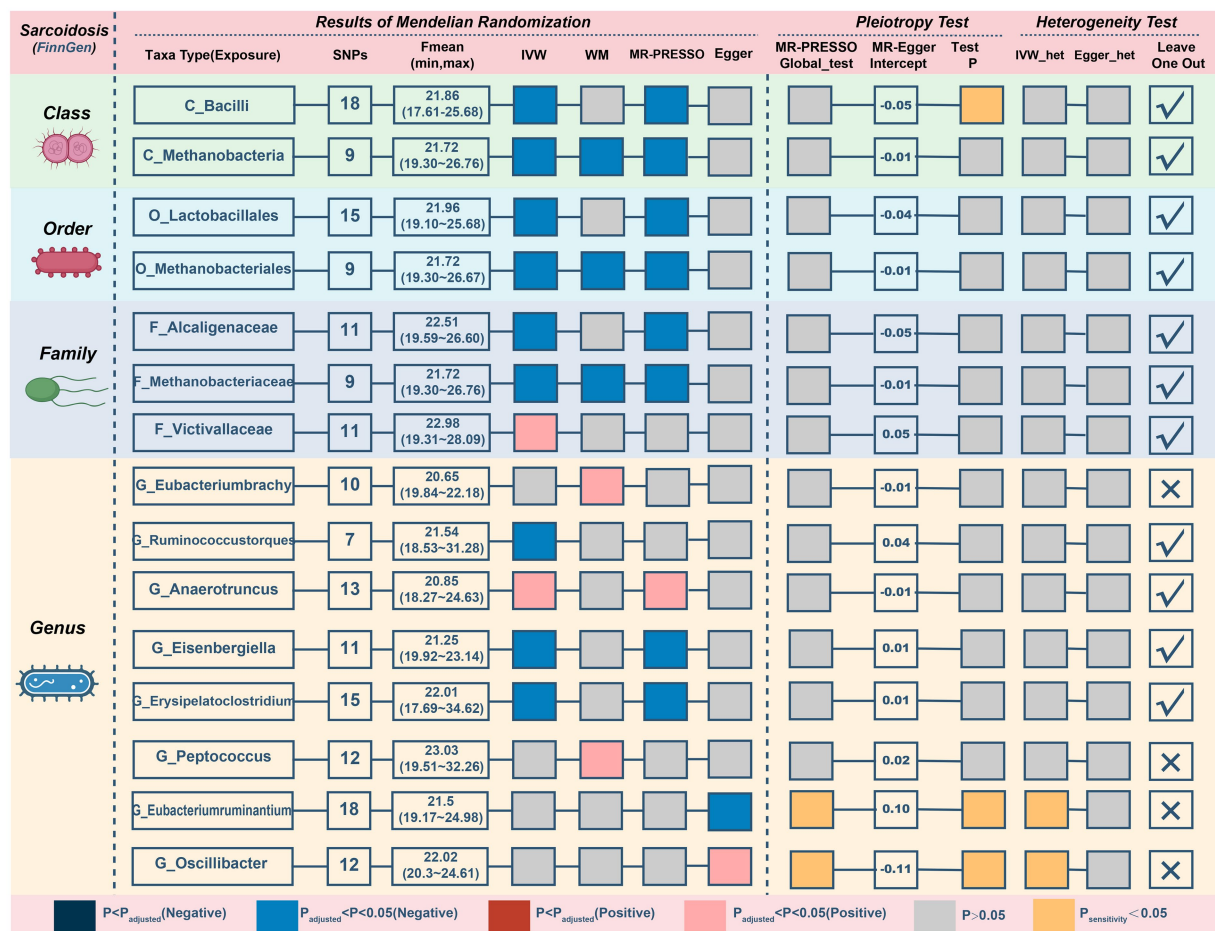 Sarcoidosis
(FinnGen)
Results of Mendelian Randomization
Pleiotropy Test
Heterogeneity Test
Taxa Type(Exposure)
SNPs
Fmean
(min,max)
IVW
WM
MR-PRESSO
Egger
MR-PRESSO
Global_test
MR-Egger
Intercept
Test
P
IVW_het
Egger_het
Leave
One Out
Class
C_Bacilli
18
21.86
(17.61-25.68)
-0.05
C_Methanobacteria
9
21.72
(19.30~26.76)
-0.01
Order
O_Lactobacillales
15
21.96
(19.10~25.68)
-0.04
O_Methanobacteriales
9
21.72
(19.30~26.67)
-0.01
Family
F_Alcaligenaceae
11
22.51
(19.59~26.60)
-0.05
F_Methanobacteriaceae
9
21.72
(19.30~26.76)
-0.01
F_Victivallaceae
11
22.98
(19.31~28.09)
0.05
Genus
G_Eubacteriumbrachy
10
20.65
(19.84~22.18)
-0.01
G_Ruminococcustorques
7
21.54
(18.53~31.28)
0.04
G_Anaerotruncus
13
20.85
(18.27~24.63)
-0.01
G_Eisenbergiella
11
21.25
(19.92~23.14)
0.01
G_Erysipelatoclostridium
15
22.01
(17.69~34.62)
0.01
G_Peptococcus
12
23.03
(19.51~32.26)
0.02
G_Eubacteriumruminantium
18
21.5
(19.17~24.98)
0.10
G_Oscillibacter
12
22.02
(20.3~24.61)
-0.11
P<Padjusted(Negative)
Padjusted<P<0.05(Negative)
P<Padjusted(Positive)
Padjusted<P<0.05(Positive)
P>0.05
Psensitivity<0.05